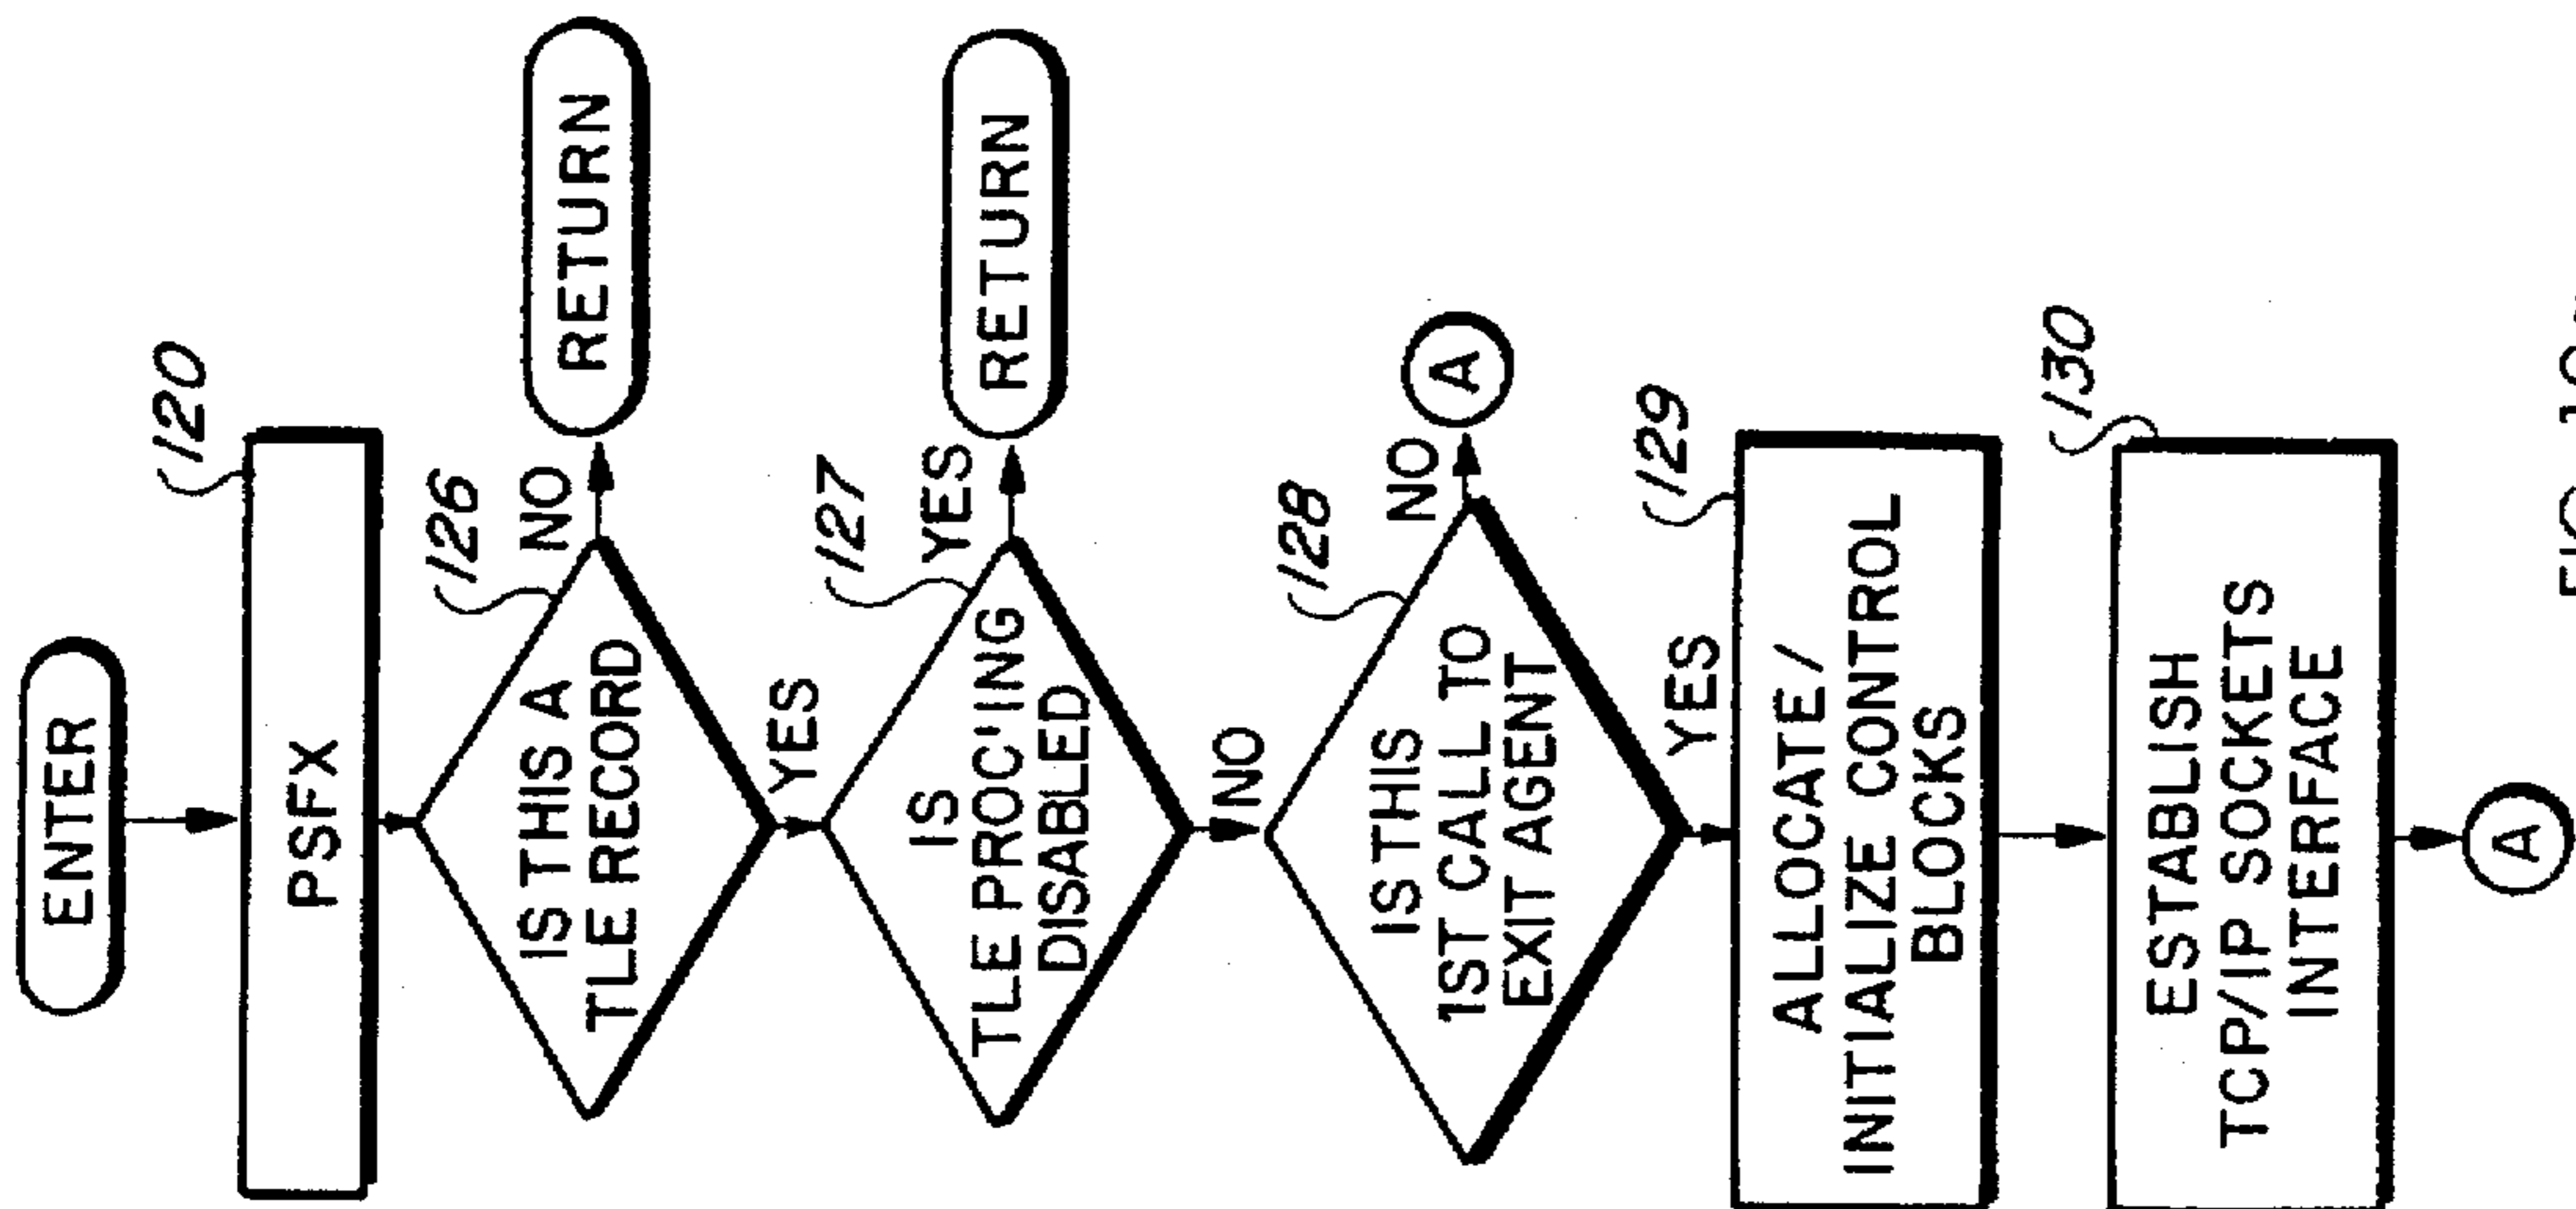 ENTER
120
PSFX
126
IS THIS A
TLE RECORD
NO
RETURN
YES
127
IS
TLE PROC'ING
DISABLED
YES
RETURN
NO
128
IS THIS
1ST CALL TO
EXIT AGENT
NO
A
YES
129
ALLOCATE/
INITIALIZE CONTROL
BLOCKS
130
ESTABLISH
TCP/IP SOCKETS
INTERFACE
A